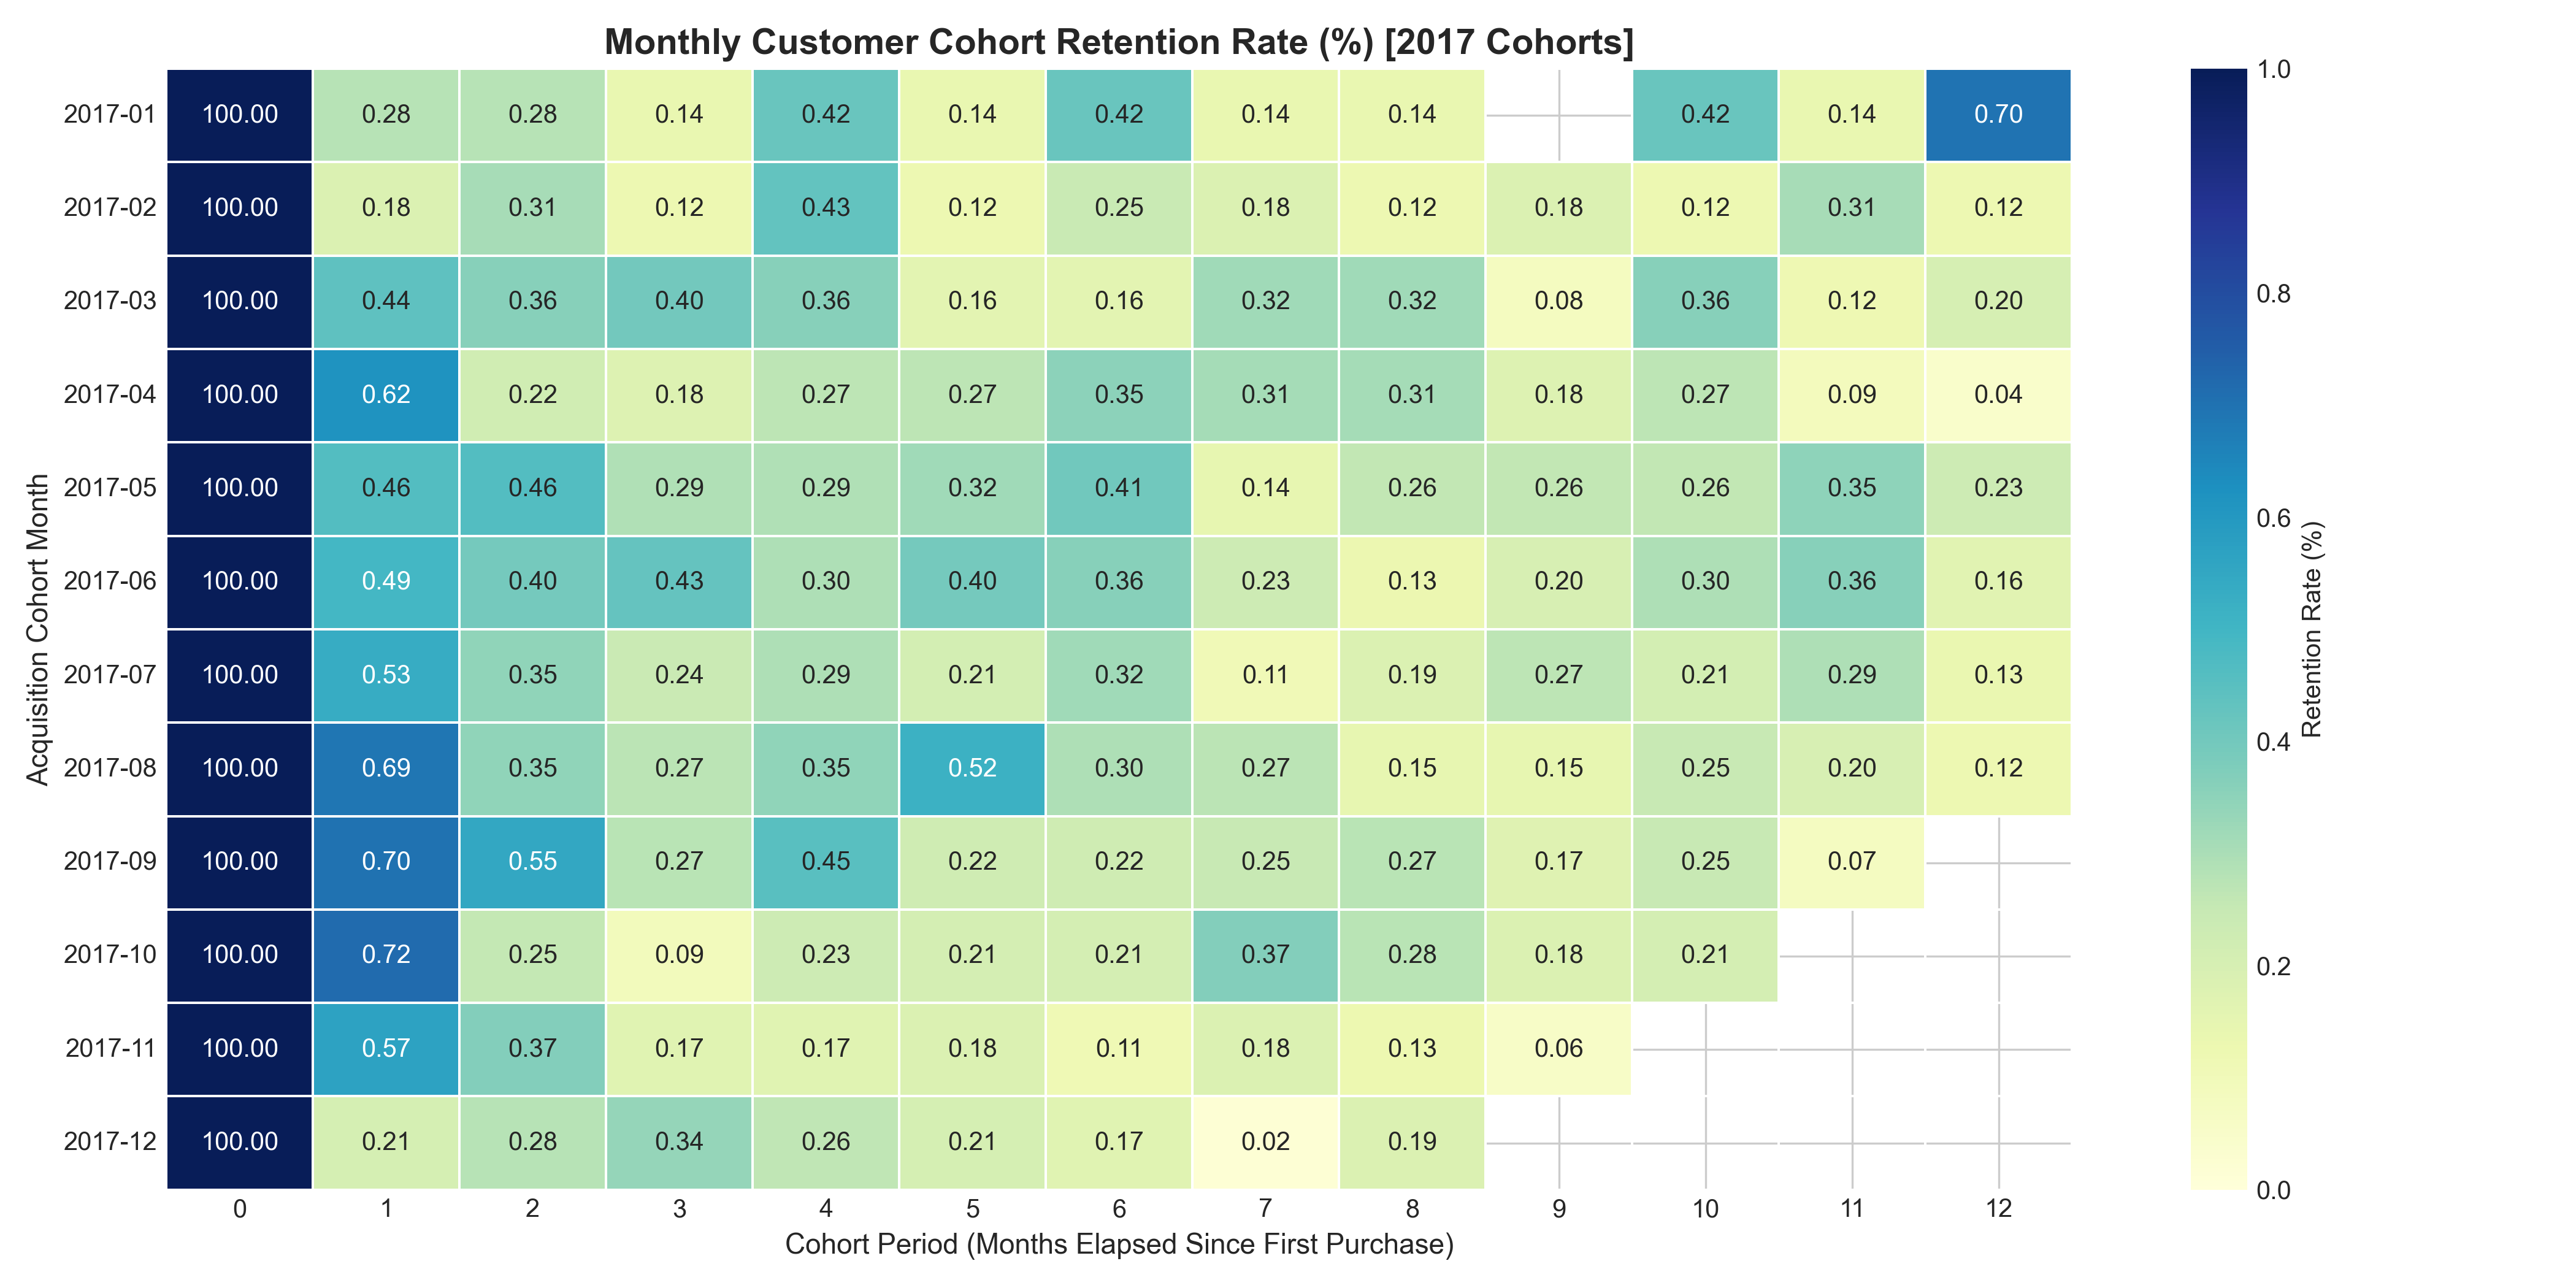 Monthly Customer Cohort Retention Rate (%) [2017 Cohorts]
2017-01 100.00 0.28 0.28 0.14 0.42 0.14 0.42 0.14 0.14 0.42 0.14 0.70
2017-02 100.00 0.18 0.31 0.12 0.43 0.12 0.25 0.18 0.12 0.18 0.12 0.31 0.12
2017-03 100.00 0.44 0.36 0.40 0.36 0.16 0.16 0.32 0.32 0.08 0.36 0.12 0.20
2017-04 100.00 0.62 0.22 0.18 0.27 0.27 0.35 0.31 0.31 0.18 0.27 0.09 0.04
2017-05 100.00 0.46 0.46 0.29 0.29 0.32 0.41 0.14 0.26 0.26 0.26 0.35 0.23
2017-06 100.00 0.49 0.40 0.43 0.30 0.40 0.36 0.23 0.13 0.20 0.30 0.36 0.16
2017-07 100.00 0.53 0.35 0.24 0.29 0.21 0.32 0.11 0.19 0.27 0.21 0.29 0.13
2017-08 100.00 0.69 0.35 0.27 0.35 0.52 0.30 0.27 0.15 0.15 0.25 0.20 0.12
2017-09 100.00 0.70 0.55 0.27 0.45 0.22 0.22 0.25 0.27 0.17 0.25 0.07
2017-10 100.00 0.72 0.25 0.09 0.23 0.21 0.21 0.37 0.28 0.18 0.21
2017-11 100.00 0.57 0.37 0.17 0.17 0.18 0.11 0.18 0.13 0.06
2017-12 100.00 0.21 0.28 0.34 0.26 0.21 0.17 0.02 0.19
0 1 2 3 4 5 6 7 8 9 10 11 12
Cohort Period (Months Elapsed Since First Purchase)
Acquisition Cohort Month
1.0
0.8
0.6
0.4
0.2
0.0
Retention Rate (%)